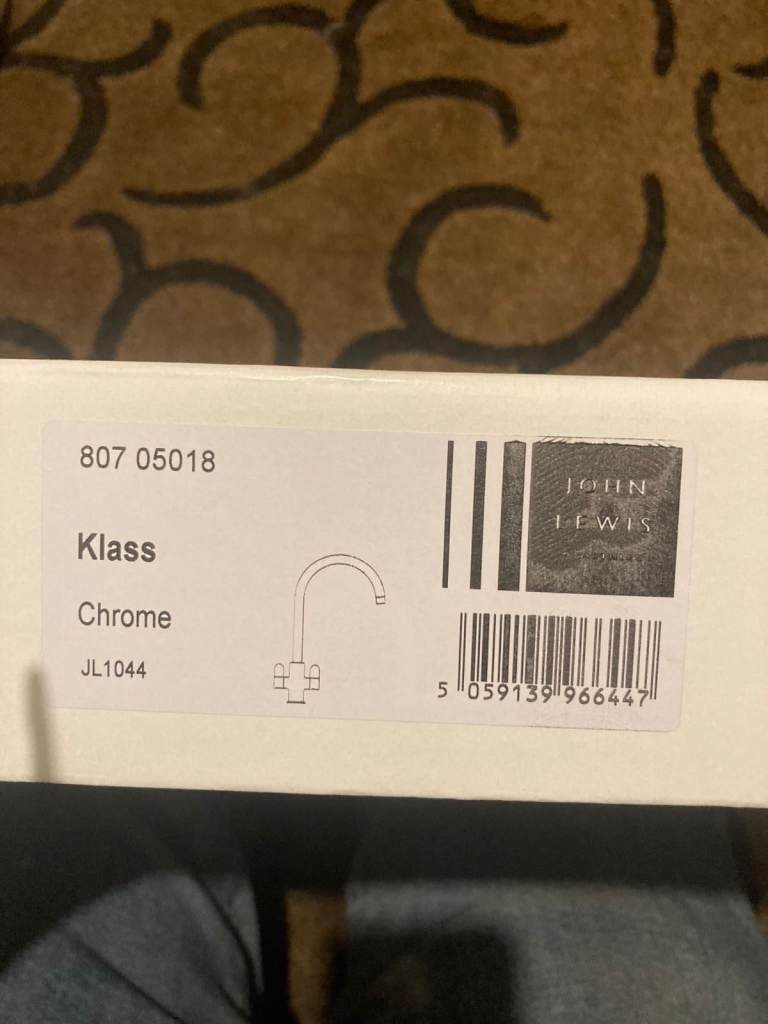 807 05018
JOHN
LEWIS
Klass
Chrome
JL1044
5 059139 966447